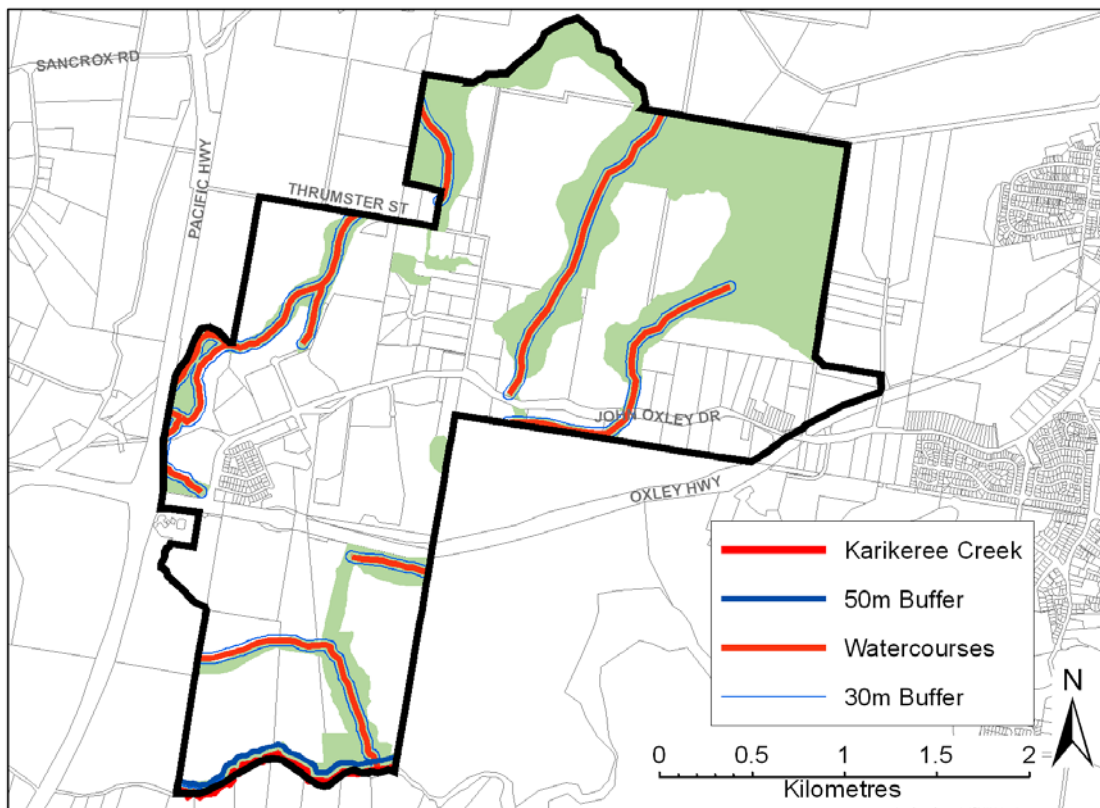 SANCROX RD
PACIFIC HWY
THRUMSTER ST
JOHN OXLEY DR
OXLEY HWY
Karikeree Creek
50m Buffer
Watercourses
30m Buffer
N
0 0.5 1 1.5 2
Kilometres